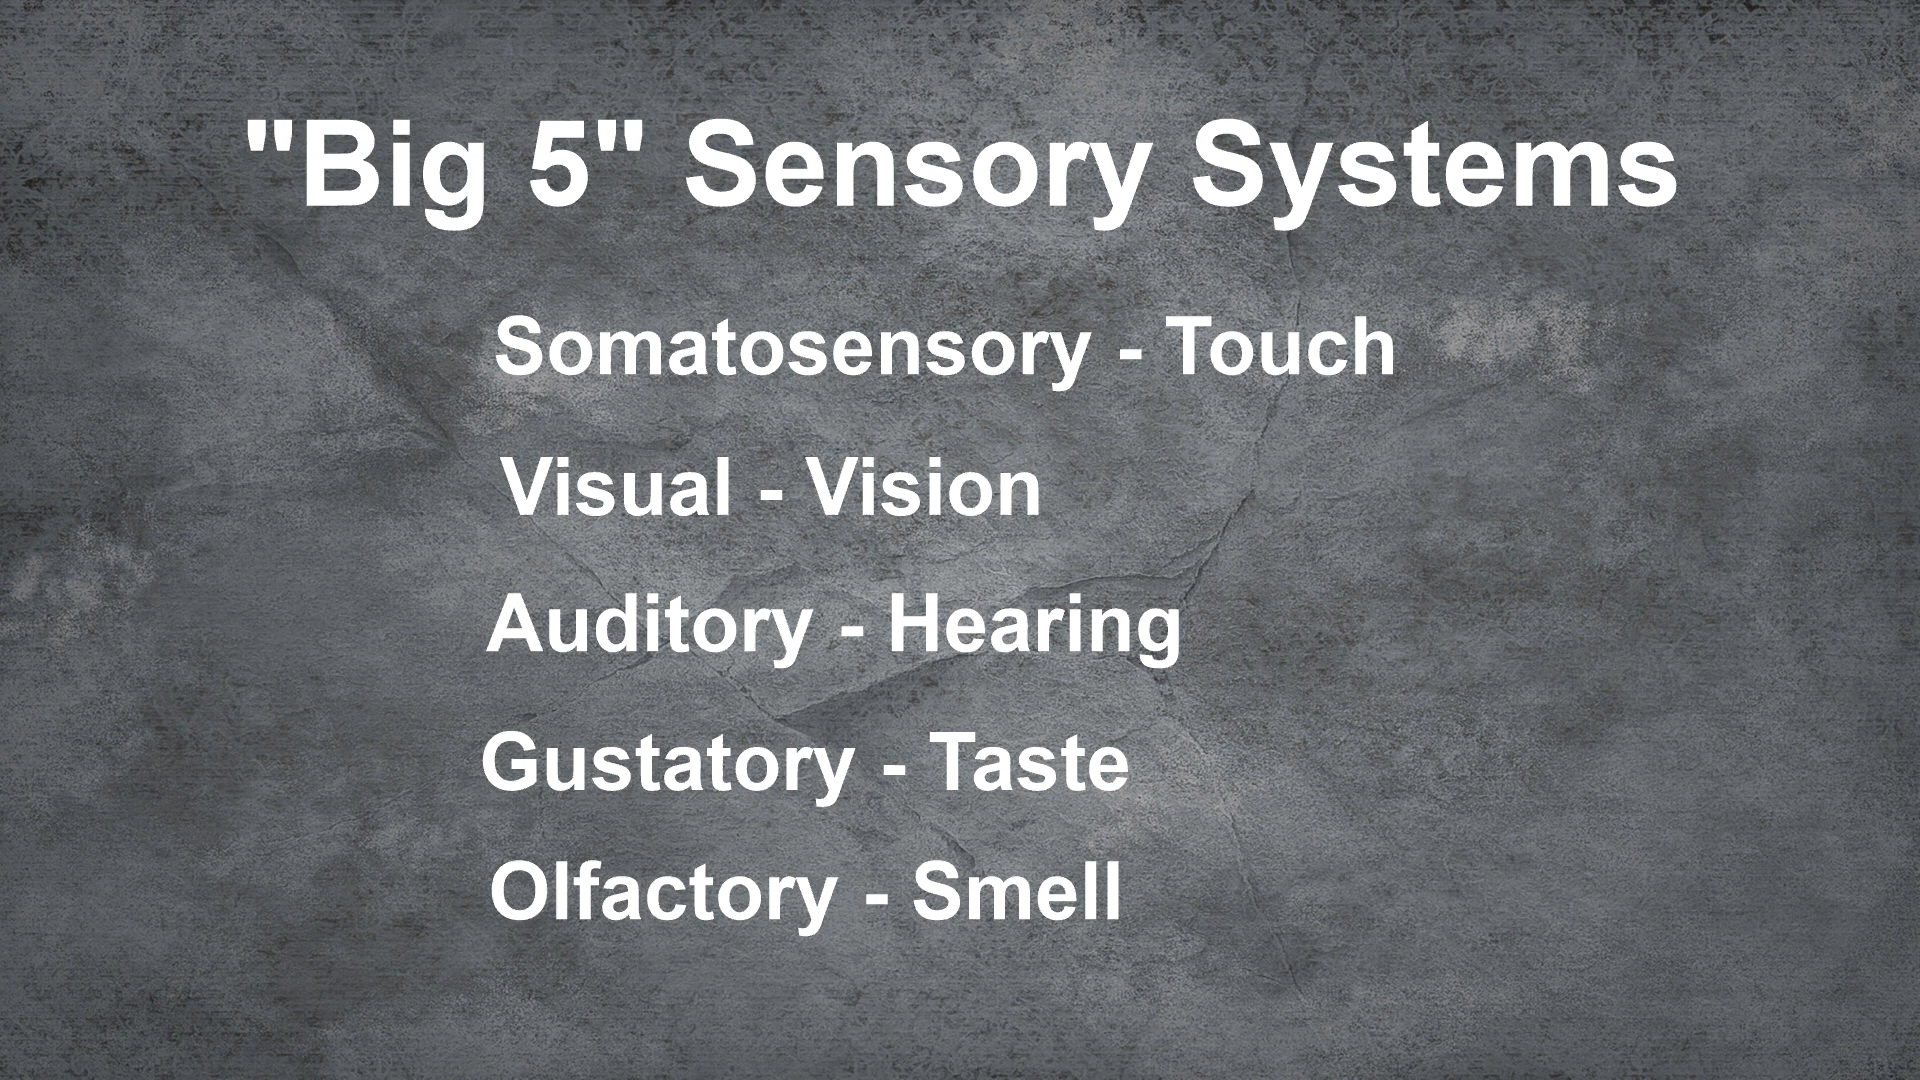 "Big 5" Sensory Systems
Somatosensory - Touch
Visual - Vision
Auditory - Hearing
Gustatory - Taste
Olfactory - Smell